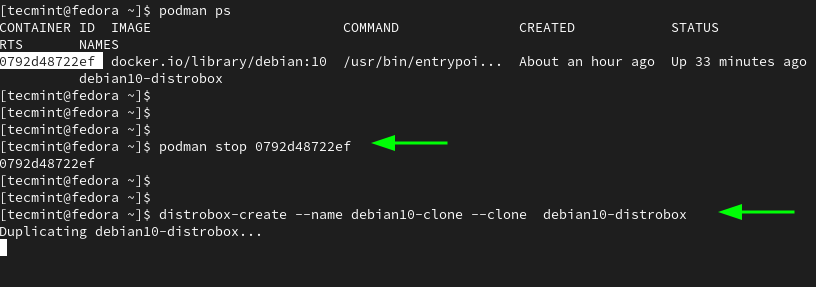 [tecmint@fedora ~]$ podman ps
CONTAINER ID  IMAGE                         COMMAND               CREATED            STATUS
RTS       NAMES
0792d48722ef  docker.io/library/debian:10  /usr/bin/entrypoi...  About an hour ago  Up 33 minutes ago
          debian10-distrobox
[tecmint@fedora ~]$
[tecmint@fedora ~]$
[tecmint@fedora ~]$
[tecmint@fedora ~]$ podman stop 0792d48722ef
0792d48722ef
[tecmint@fedora ~]$
[tecmint@fedora ~]$
[tecmint@fedora ~]$ distrobox-create --name debian10-clone --clone  debian10-distrobox
Duplicating debian10-distrobox...